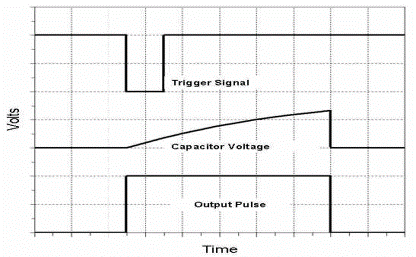 Trigger Signal
Volts
Capacitor Voltage
Output Pulse
Time